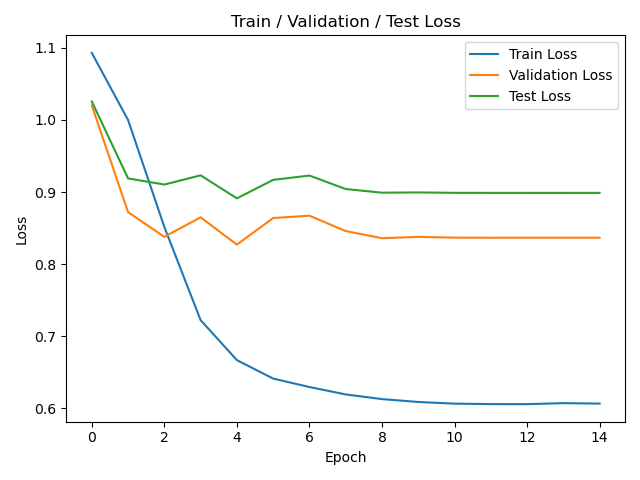 Train / Validation / Test Loss
Train Loss
Validation Loss
Test Loss
Loss
1.1
1.0
0.9
0.8
0.7
0.6
0 2 4 6 8 10 12 14
Epoch